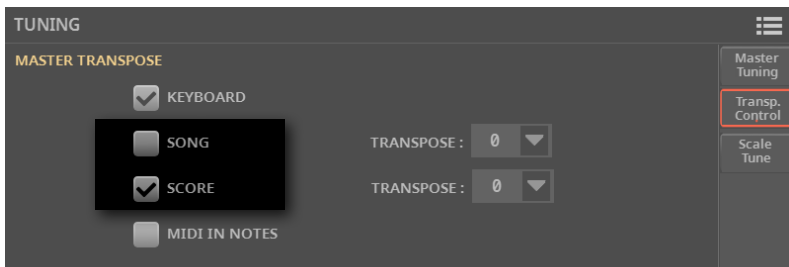 TUNING
MASTER TRANSPOSE
KEYBOARD
SONG TRANSPOSE : 0
SCORE TRANSPOSE : 0
MIDI IN NOTES
Master
Tuning
Transp.
Control
Scale
Tune